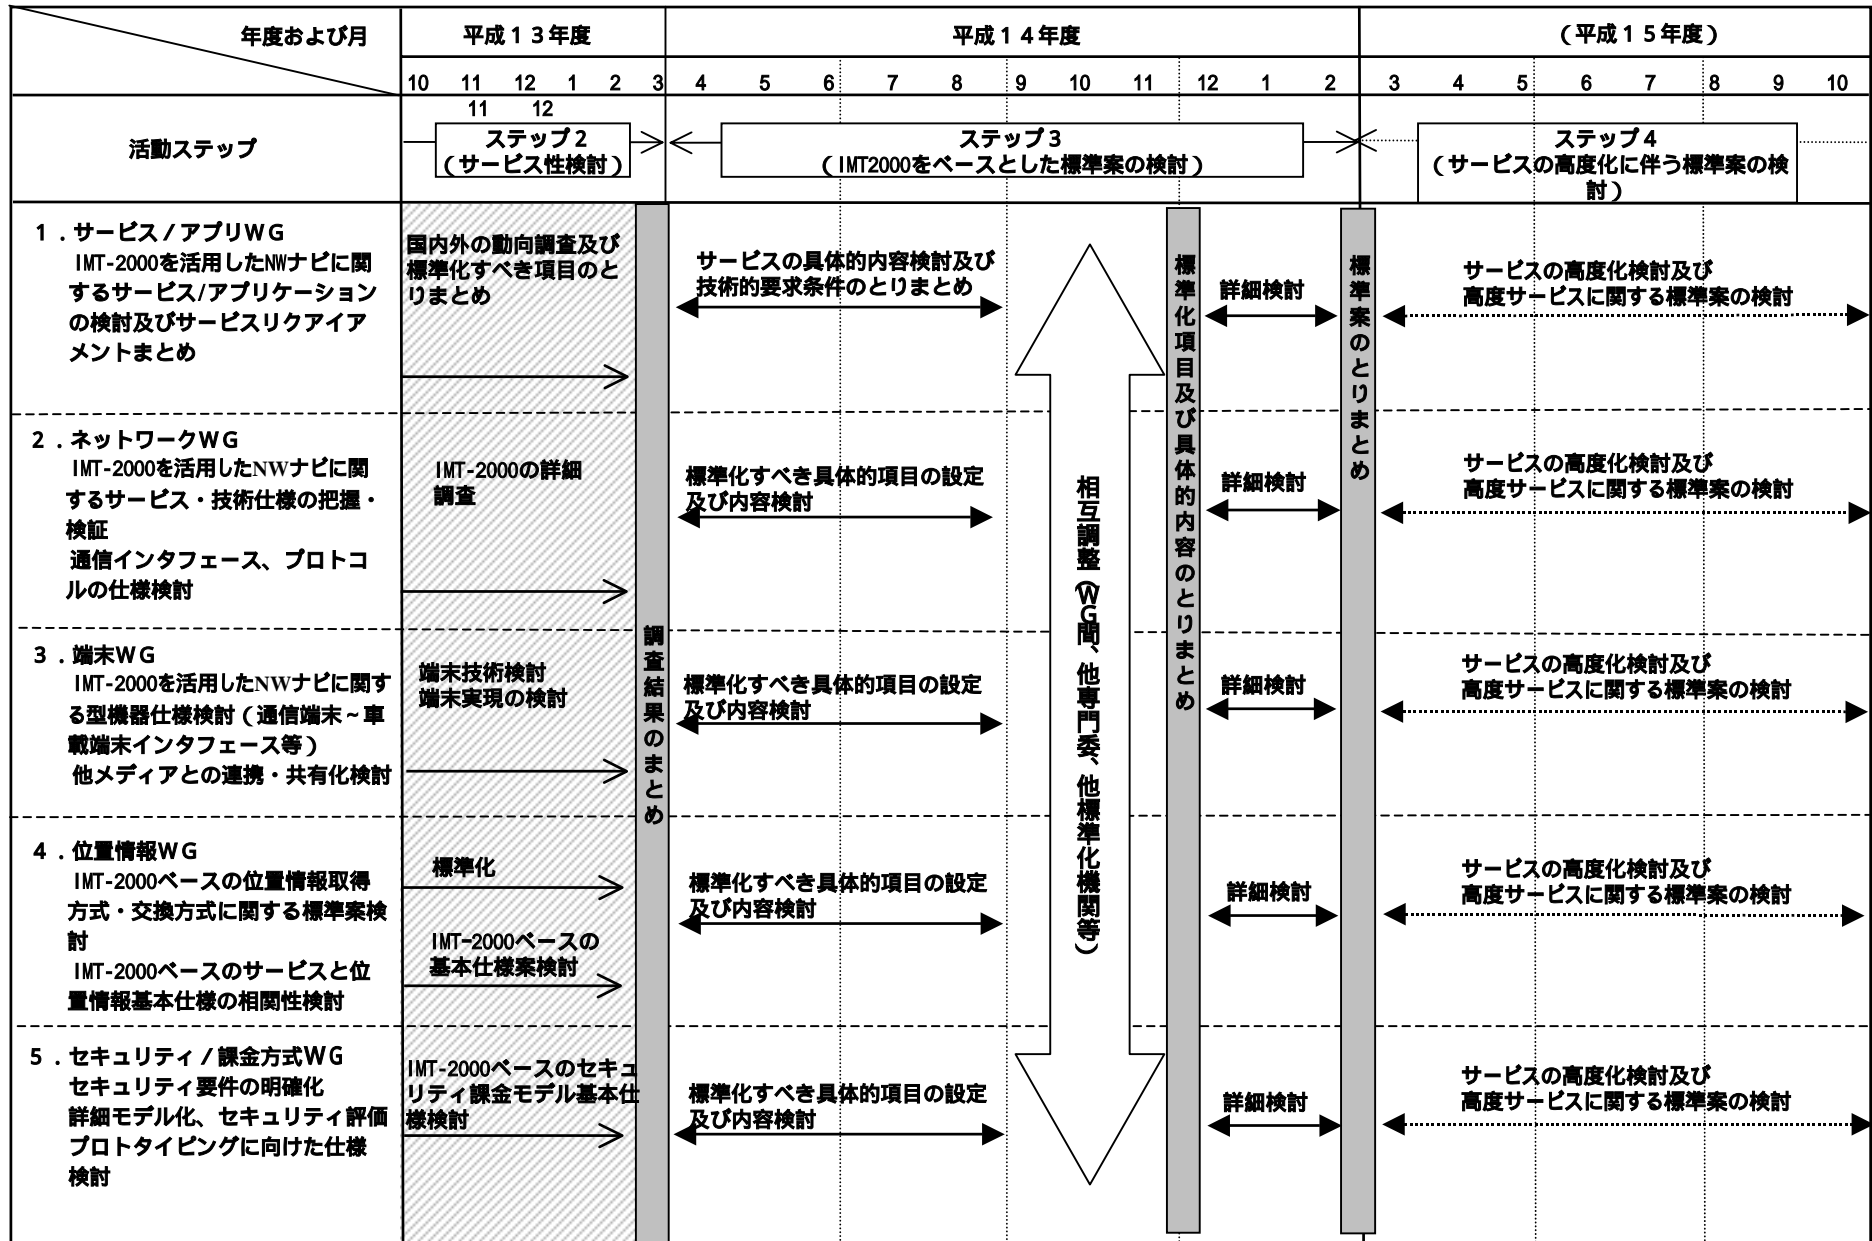 年度および月
平成１３年度
平成１４年度
（平成１５年度）
10 11 12 1 2 3 4 5 6 7 8 9 10 11 12 1 2 3 4 5 6 7 8 9 10
11 12
活動ステップ
ステップ２
（サービス性検討）
ステップ３
（IMT2000をベースとした標準案の検討）
ステップ４
（サービスの高度化に伴う標準案の検
討）
１．サービス／アプリＷＧ
IMT-2000を活用したNWナビに関
するサービス/アプリケーション
の検討及びサービスリクアイア
メントまとめ
国内外の動向調査及び
標準化すべき項目のと
りまとめ
サービスの具体的内容検討及び
技術的要求条件のとりまとめ
詳細検討
サービスの高度化検討及び
高度サービスに関する標準案の検討
２．ネットワークＷＧ
IMT-2000を活用したNWナビに関
するサービス・技術仕様の把握・
検証
通信インタフェース、プロトコ
ルの仕様検討
IMT-2000の詳細
調査
標準化すべき具体的項目の設定
及び内容検討
詳細検討
サービスの高度化検討及び
高度サービスに関する標準案の検討
３．端末ＷＧ
IMT-2000を活用したNWナビに関す
る型機器仕様検討（通信端末～車
載端末インタフェース等）
他メディアとの連携・共有化検討
端末技術検討
端末実現の検討
標準化すべき具体的項目の設定
及び内容検討
詳細検討
サービスの高度化検討及び
高度サービスに関する標準案の検討
４．位置情報ＷＧ
IMT-2000ベースの位置情報取得
方式・交換方式に関する標準案検
討
IMT-2000ベースのサービスと位
置情報基本仕様の相関性検討
標準化
IMT-2000ベースの
基本仕様案検討
標準化すべき具体的項目の設定
及び内容検討
詳細検討
サービスの高度化検討及び
高度サービスに関する標準案の検討
５．セキュリティ／課金方式ＷＧ
セキュリティ要件の明確化
詳細モデル化、セキュリティ評価
プロトタイピングに向けた仕様
検討
IMT-2000ベースのセキュ
リティ課金モデル基本仕
様検討
標準化すべき具体的項目の設定
及び内容検討
詳細検討
サービスの高度化検討及び
高度サービスに関する標準案の検討
調査結果のまとめ
相互調整（ＷＧ間、他専門委、他標準化機関等）
標準化項目及び具体的内容のとりまとめ
標準案のとりまとめ